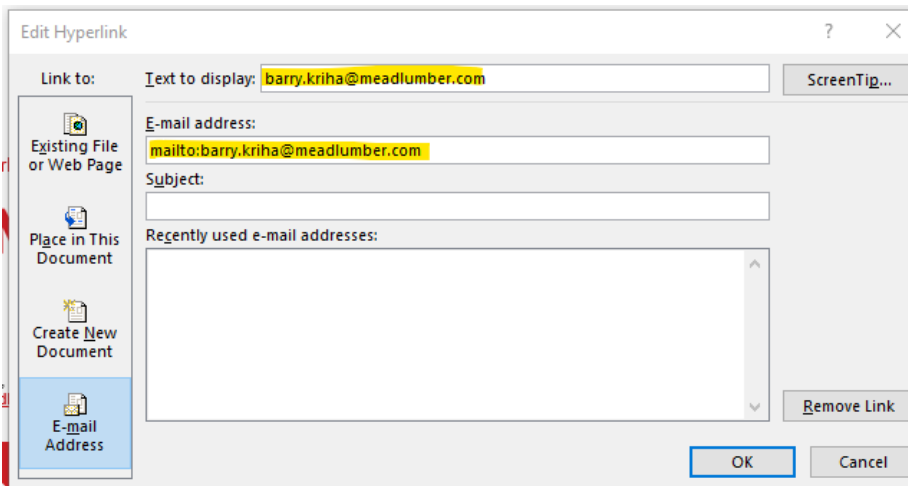 Edit Hyperlink
?
Link to:
Text to display: barry.kriha@meadlumber.com
ScreenTip...
Existing File
or Web Page
E-mail address:
mailto:barry.kriha@meadlumber.com
Subject:
Place in This
Document
Recently used e-mail addresses:
Create New
Document
E-mail
Address
Remove Link
OK
Cancel